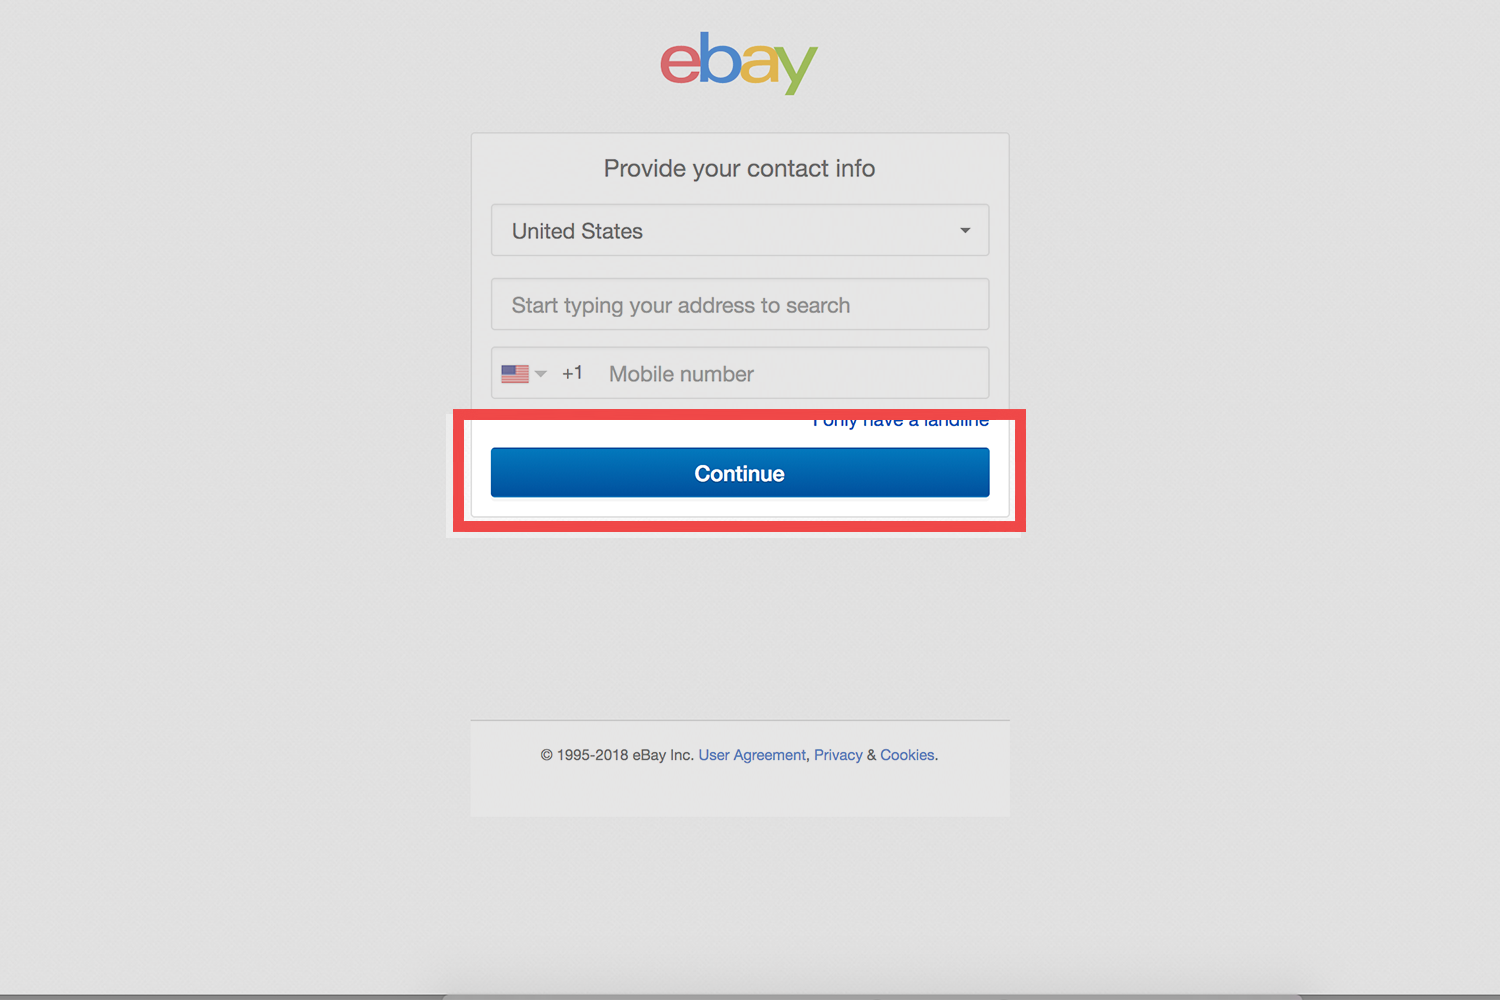 ebay
Provide your contact info
United States
Start typing your address to search
+1 Mobile number
I only have a landline
Continue
© 1995-2018 eBay Inc. User Agreement, Privacy & Cookies.